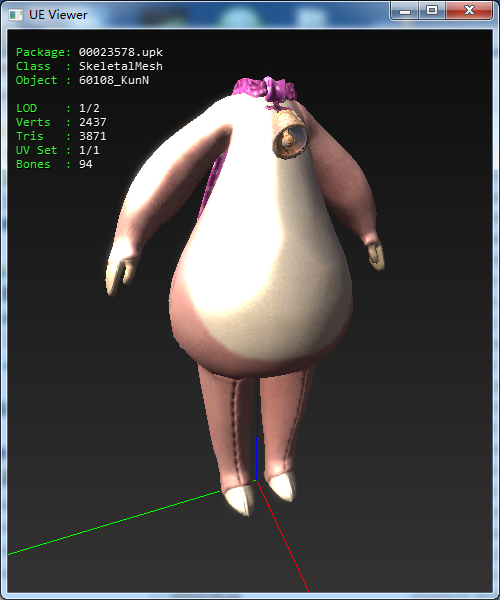 UE Viewer
Package: 00023578.upk
Class : SkeletalMesh
Object : 60108_KunN
LOD : 1/2
Verts : 2437
Tris : 3871
UV Set : 1/1
Bones : 94